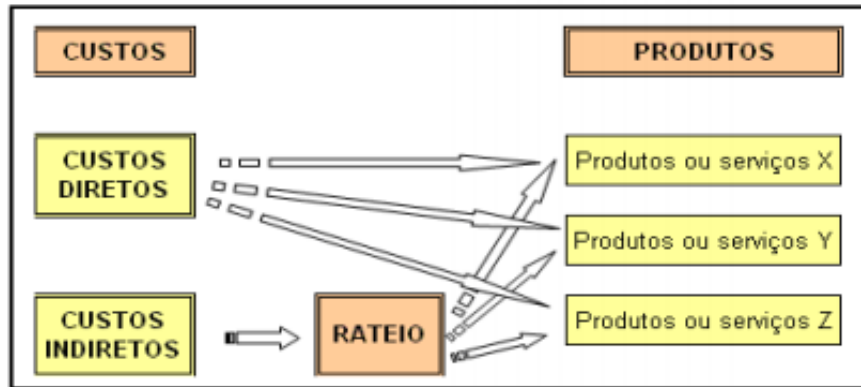 CUSTOS
PRODUTOS
CUSTOS
DIRETOS
Produtos ou serviços X
Produtos ou serviços Y
CUSTOS
INDIRETOS
RATEIO
Produtos ou serviços Z